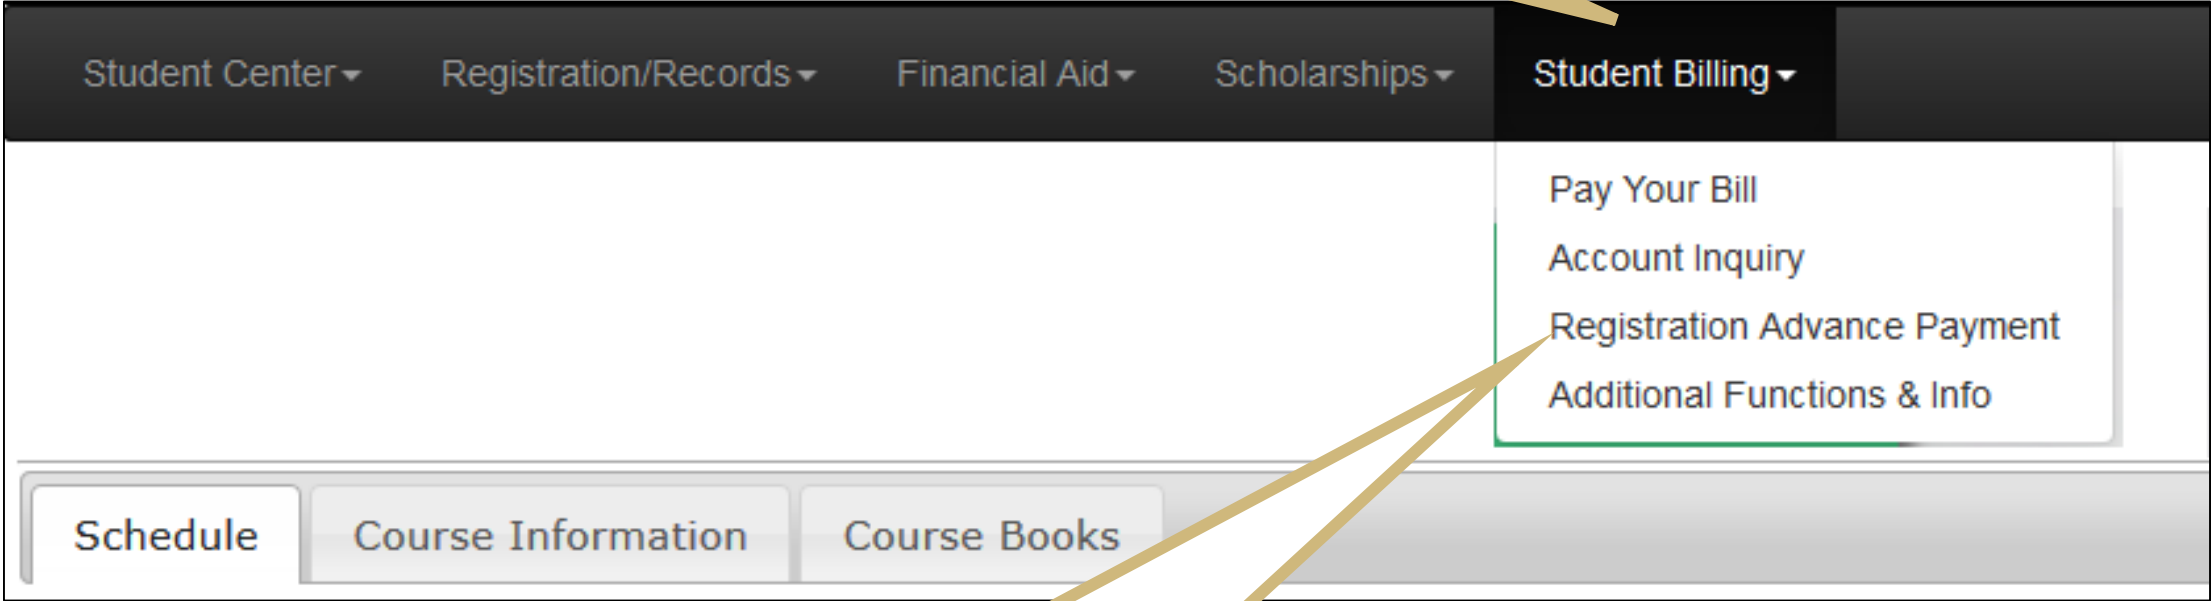 Student Center Registration/Records Financial Aid Scholarships Student Billing
Pay Your Bill
Account Inquiry
Registration Advance Payment
Additional Functions & Info
Schedule Course Information Course Books